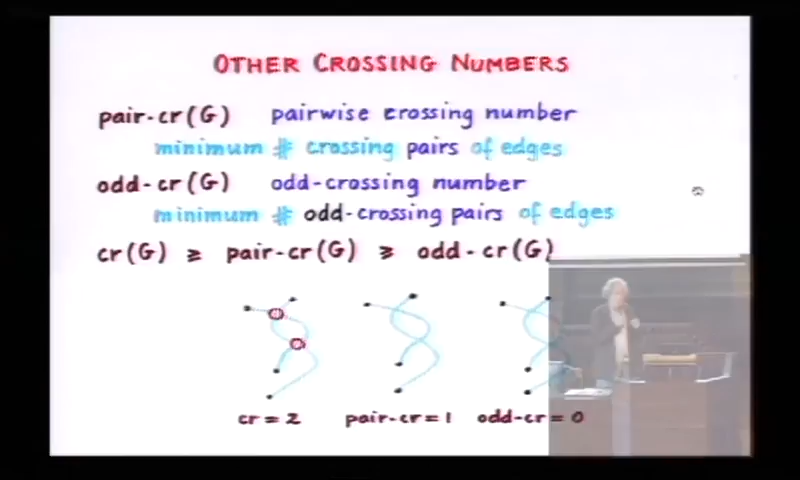 OTHER CROSSING NUMBERS
pair-cr(G) pairwise crossing number
minimum # crossing pairs of edges
odd-cr(G) odd-crossing number
minimum # odd-crossing pairs of edges
cr(G) ≥ pair-cr(G) ≥ odd-cr(G)
cr = 2 pair-cr = 1 odd-cr = 0